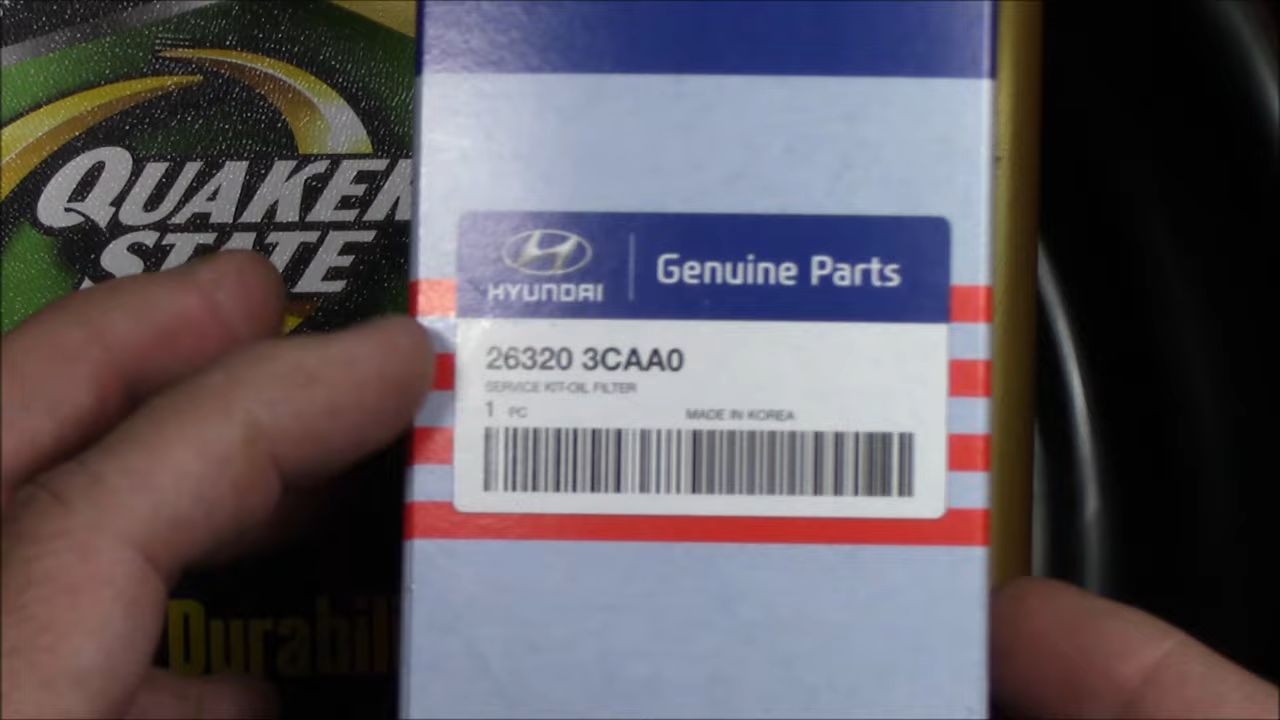 QUAKER
STATE
HYUNDAI
Genuine Parts
26320 3CAA0
SERVICE KIT-OIL FILTER
1 PC
MADE IN KOREA
Durabil